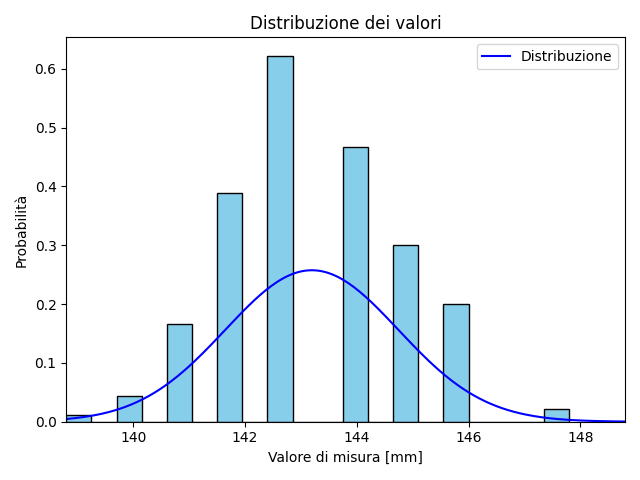 Distribuzione dei valori
Distribuzione
Probabilità
0.6
0.5
0.4
0.3
0.2
0.1
0.0
140 142 144 146 148
Valore di misura [mm]